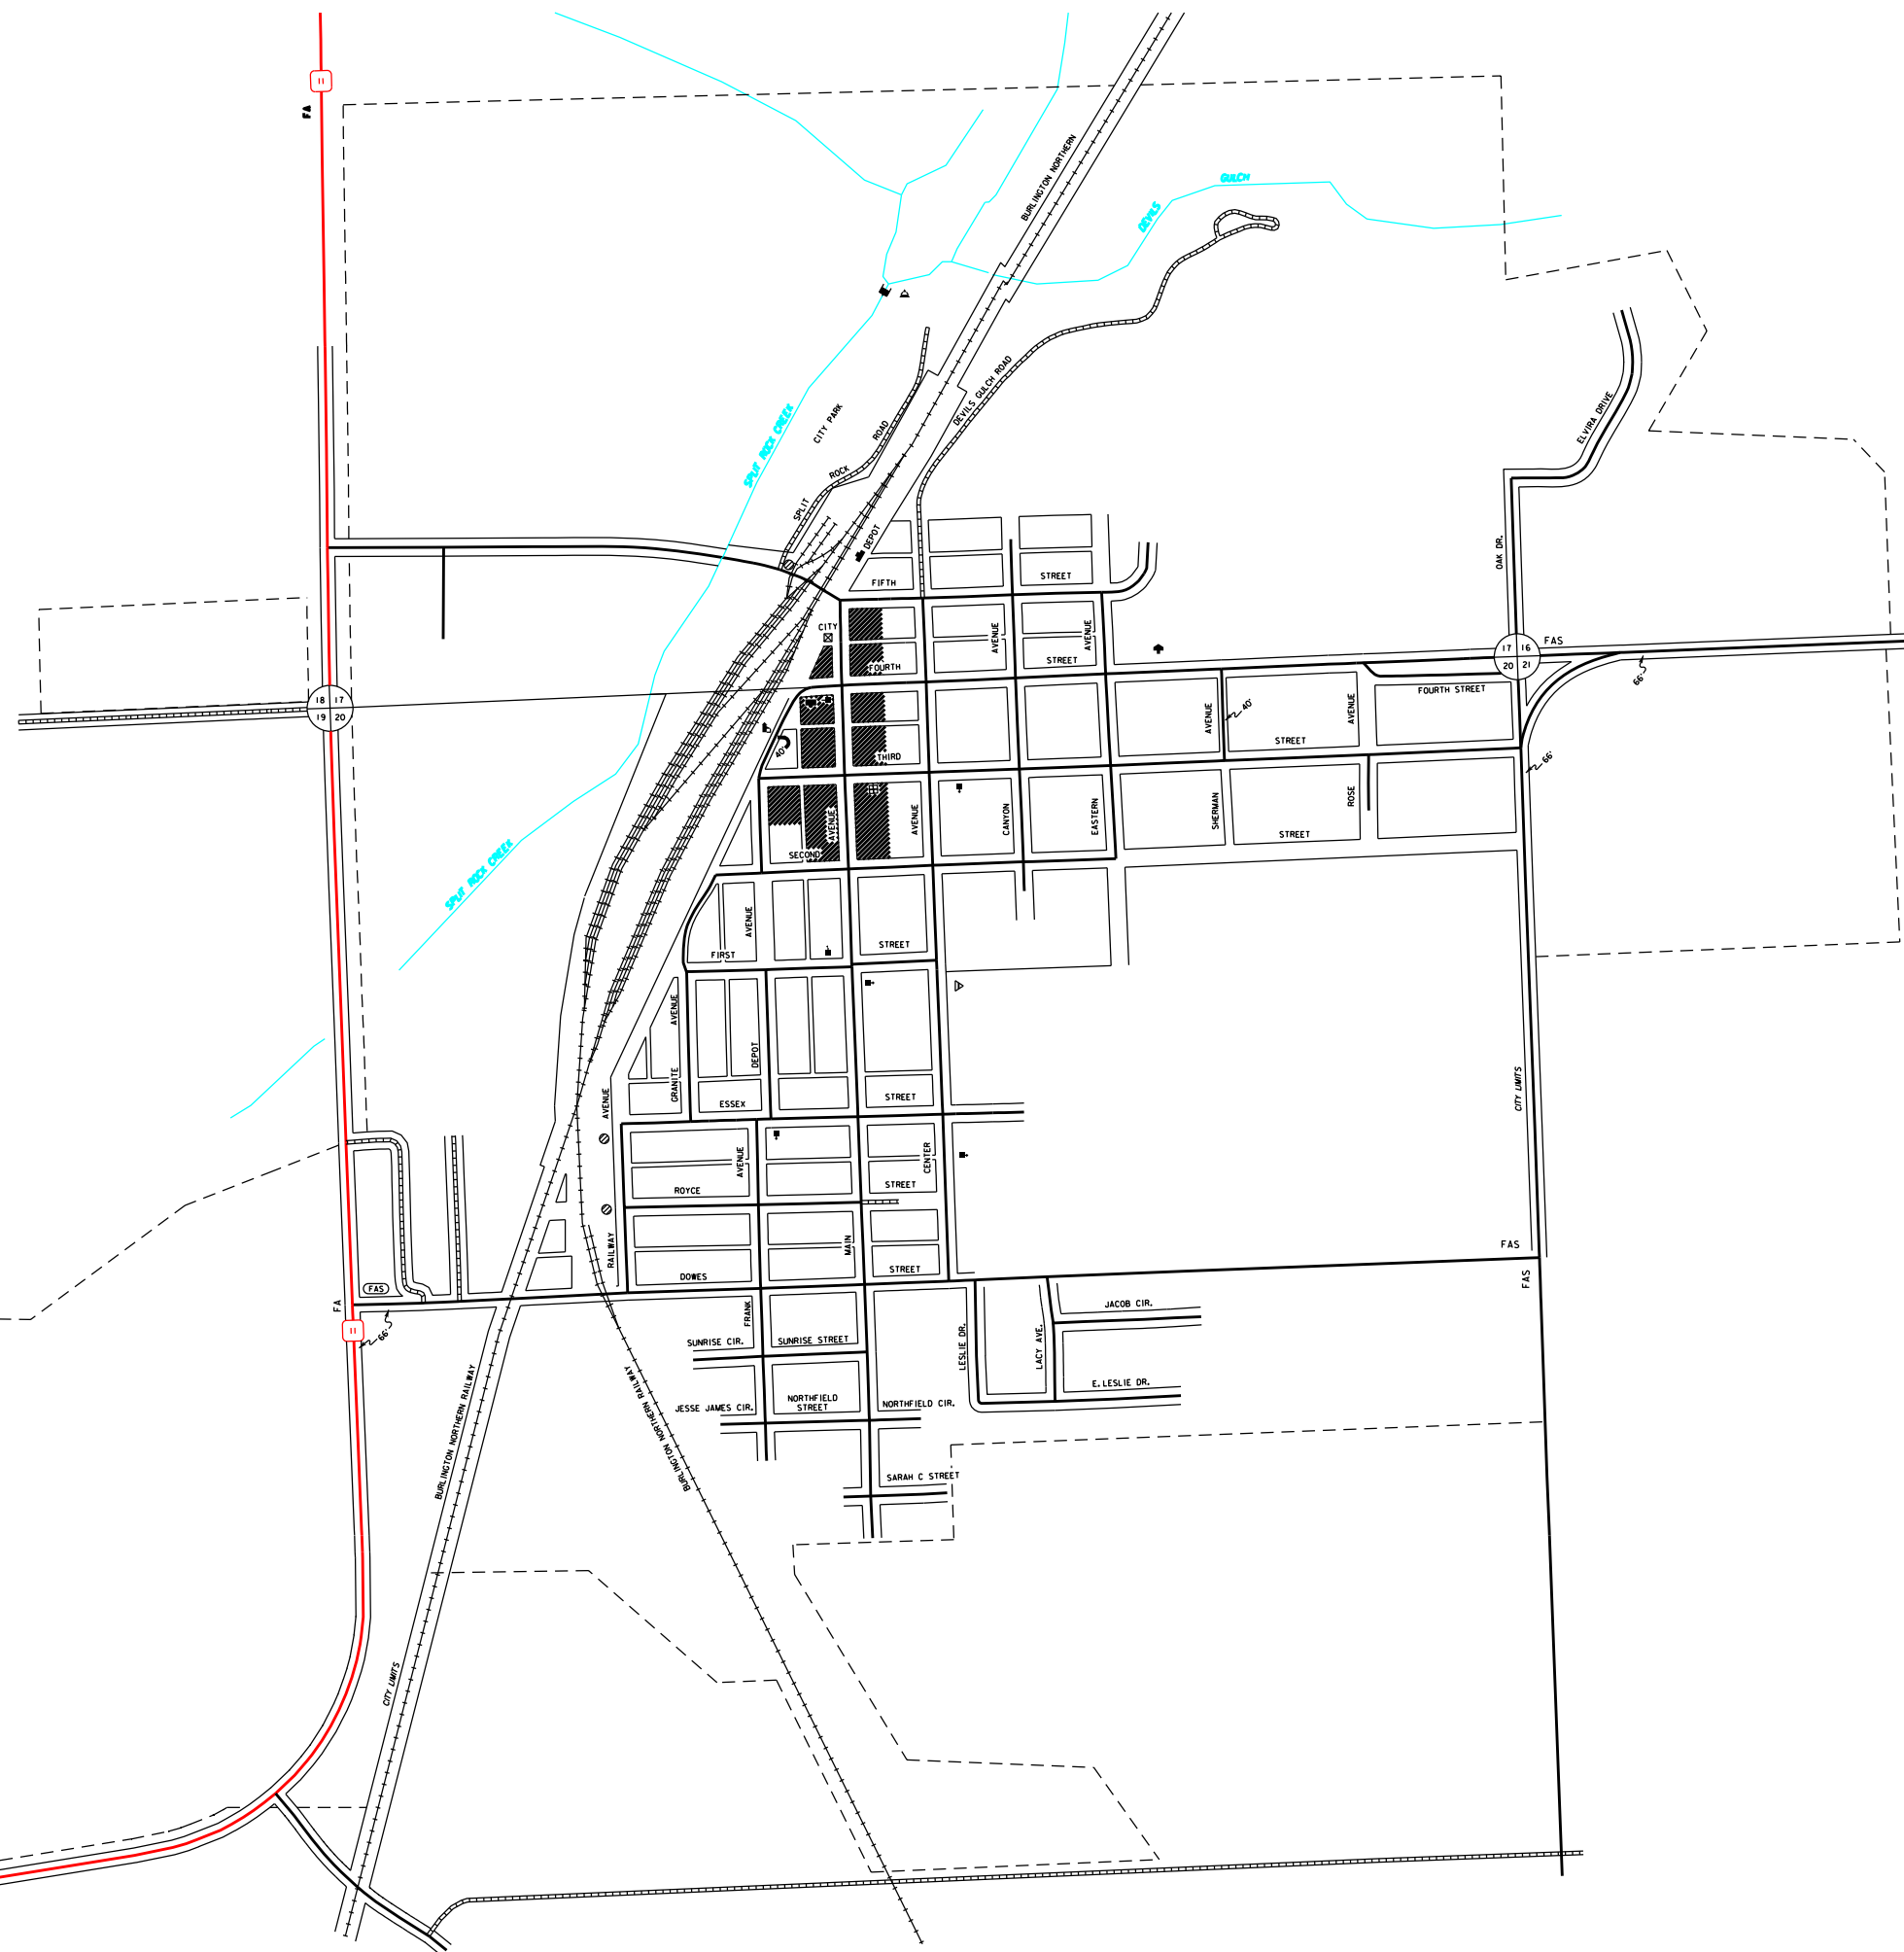 11
FA
BURLINGTON NORTHERN
DEVILS
GULCH
DEVILS GULCH ROAD
SPLIT ROCK CREEK
CITY PARK
SPLIT
ROCK
ROAD
ELVIRA DRIVE
OAK DR.
DEPOT
FIFTH
STREET
CITY
AVENUE
AVENUE
FOURTH
STREET
FAS
17 16
20 21
66'
18 17
19 20
40'
THIRD
AVENUE
40'
AVENUE
STREET
FOURTH STREET
66'
SECOND
AVENUE
AVENUE
CANYON
EASTERN
SHERMAN
STREET
ROSE
SPLIT ROCK CREEK
AVENUE
FIRST
STREET
AVENUE
GRANITE
DEPOT
AVENUE
ESSEX
STREET
CITY LIMITS
AVENUE
CENTER
ROYCE
STREET
RAILWAY
MAIN
DOWES
STREET
FAS
FAS
FAS
FA
11
66'
FRANK
SUNRISE CIR.
SUNRISE STREET
LESLIE DR.
LACY AVE.
JACOB CIR.
E. LESLIE DR.
BURLINGTON NORTHERN RAILWAY
BURLINGTON NORTHERN RAILWAY
JESSE JAMES CIR.
NORTHFIELD
STREET
NORTHFIELD CIR.
SARAH C STREET
CITY LIMITS